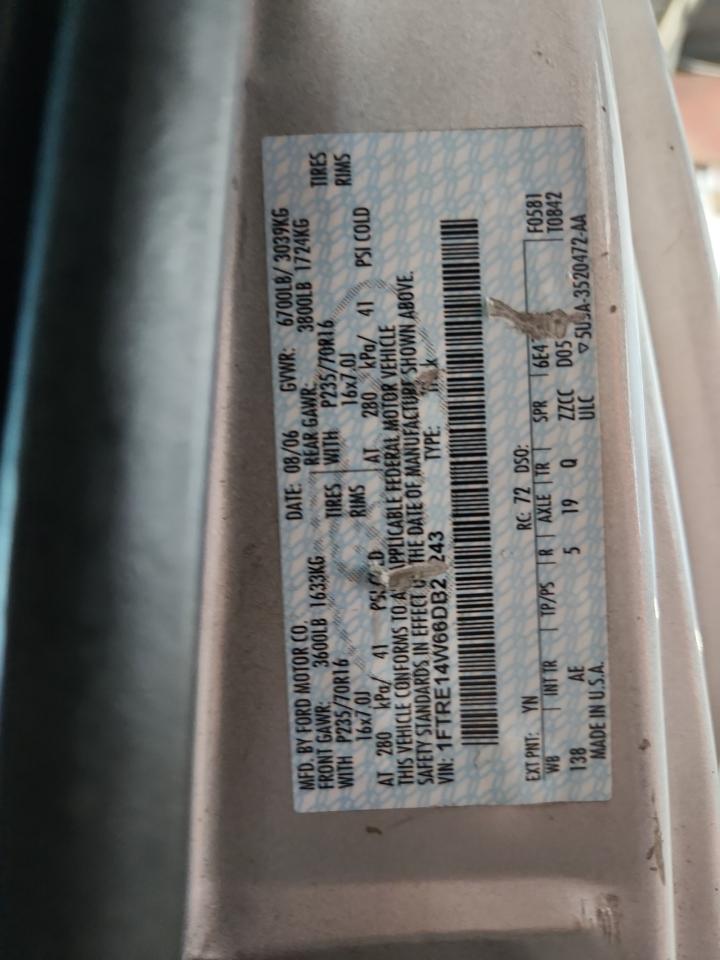 MFD. BY FORD MOTOR CO. DATE: 08/06 GVWR: 6700LB/ 3039KG
FRONT GAWR: 3600LB 1633KG REAR GAWR: 3800LB 1724KG
WITH P235/70R16 TIRES WITH P235/70R16 TIRES
16x7.0J RIMS 16x7.0J RIMS
AT 280 kPa/ 41 AT 280 kPa/ 41 PSI COLD
THIS VEHICLE CONFORMS TO APPLICABLE FEDERAL MOTOR VEHICLE
SAFETY STANDARDS IN EFFECT THE DATE OF MANUFACTURE SHOWN ABOVE.
VIN: 1FTRE14W66DB2 243 TYPE:
F0581
T0842
EXT PNT: YN RC: 72 DSO:
WB INT TR TP/PS R AXLE TR SPR 6E4
138 AE 5 19 Q ZZCC D05
MADE IN U.S.A. ULC 3520472-AA